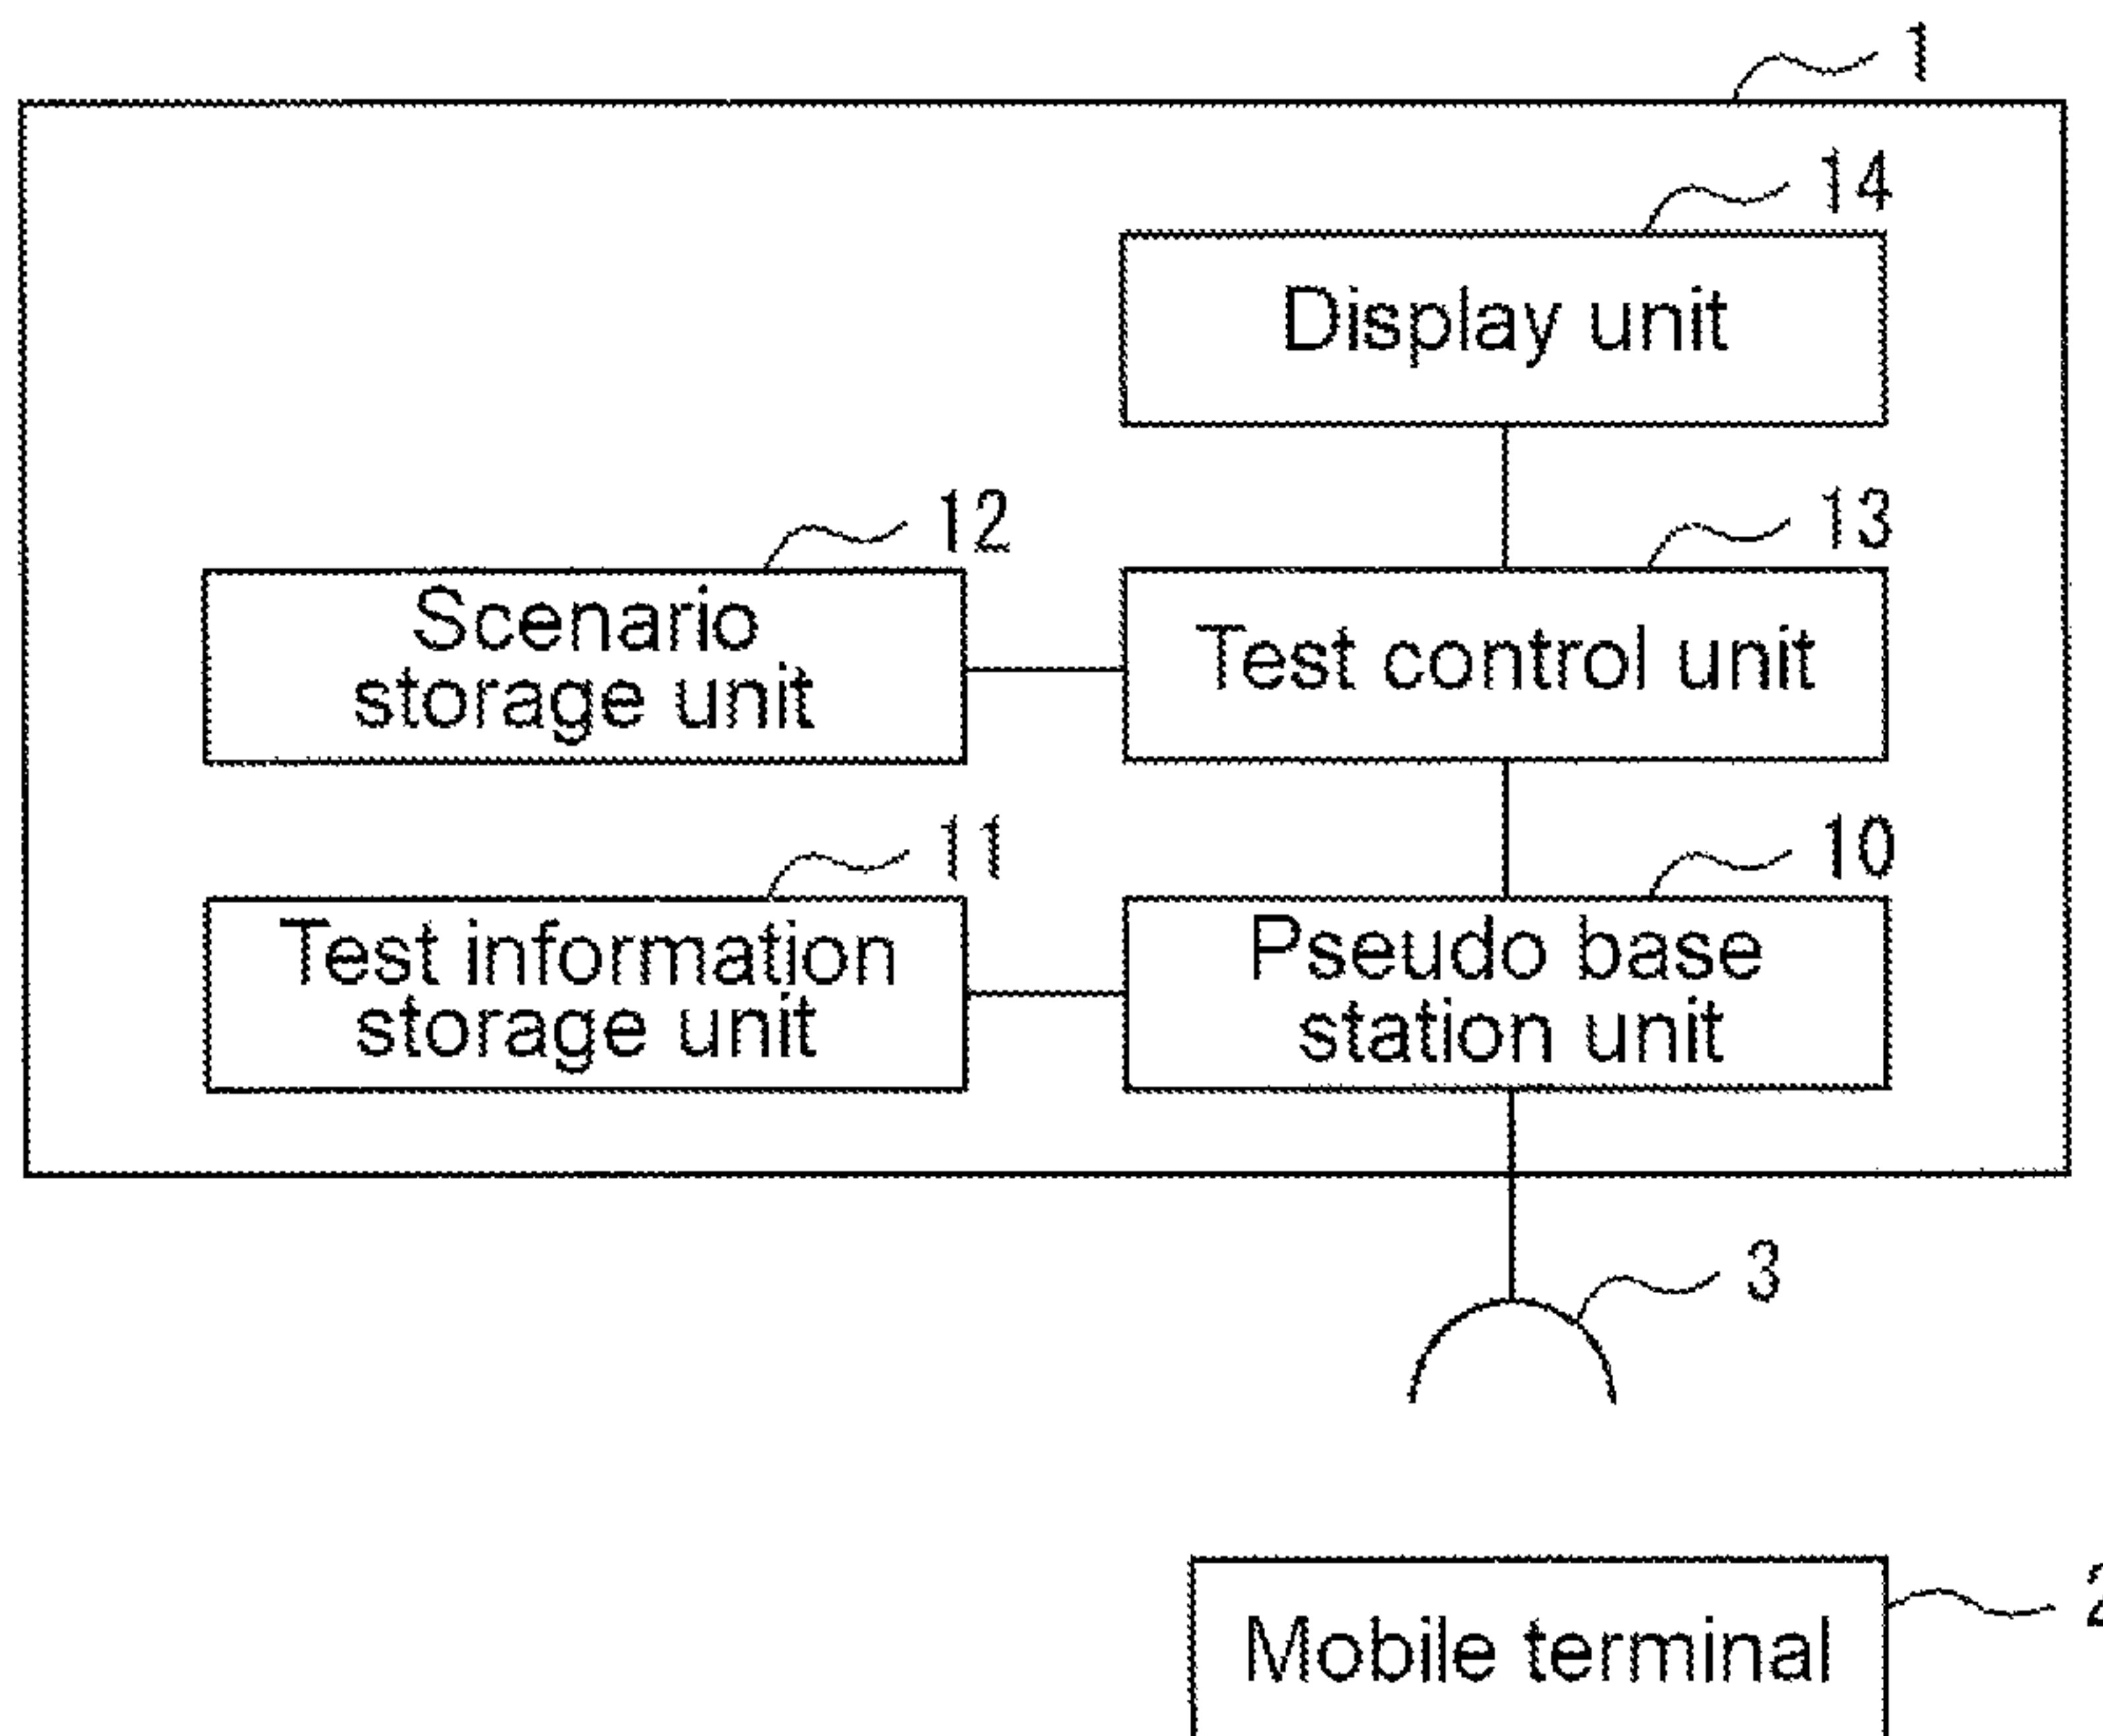 1
14
Display unit
12
13
Scenario
storage unit
Test control unit
11
10
Test information
storage unit
Pseudo base
station unit
3
2
Mobile terminal